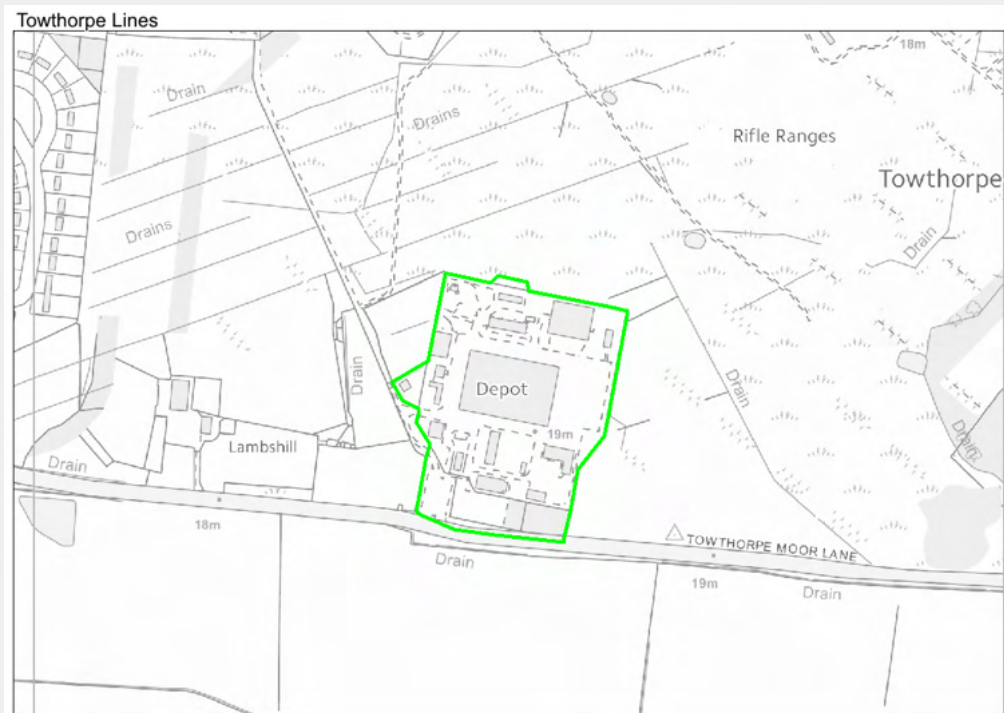 Towthorpe Lines
18m
Drain
Drains
Rifle Ranges
Towthorpe
Drains
Drain
Drain
Drain
Depot
19m
Lambshill
Drain
Drain
18m
TOWTHORPE MOOR LANE
Drain
19m
Drain